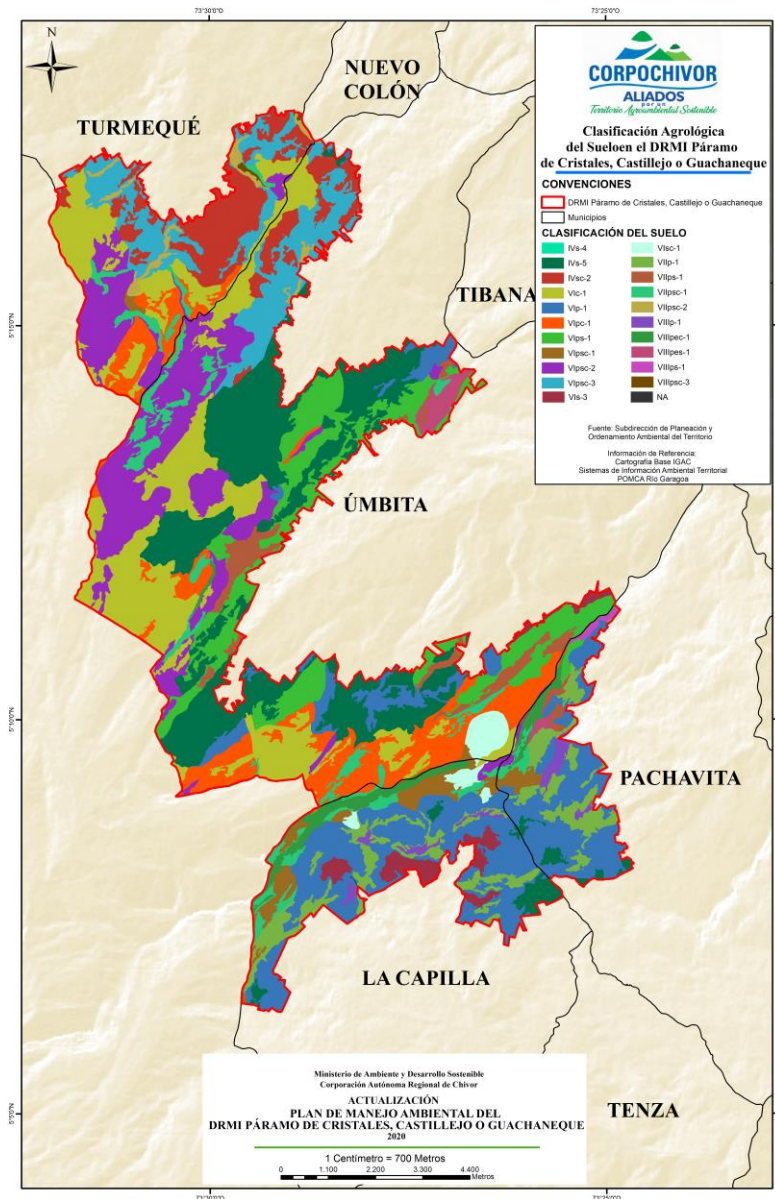 73°30'0"O
73°25'0"O
N
NUEVO
COLÓN
TURMEQUÉ
CORPOCHIVOR
ALIADOS
por un
Territorio Agroambiental Sostenible
Clasificación Agrológica
del Sueloen el DRMI Páramo
de Cristales, Castillejo o Guachaneque
CONVENCIONES
DRMI Páramo de Cristales, Castillejo o Guachaneque
Municipios
CLASIFICACIÓN DEL SUELO
IVs-4
IVs-5
IVsc-2
VIc-1
VIp-1
VIpc-1
VIps-1
VIpsc-1
VIpsc-2
VIpsc-3
VIs-3
VIsc-1
VIIp-1
VIIps-1
VIIpsc-1
VIIpsc-2
VIIIp-1
VIIIpec-1
VIIIpes-1
VIIIps-1
VIIIpsc-3
NA
Fuente: Subdirección de Planeación y
Ordenamiento Ambiental del Territorio
Información de Referencia:
Cartografía Base IGAC
Sistemas de Información Ambiental Territorial
POMCA Río Garagoa
TIBANA
5°15'0"N
ÚMBITA
5°10'0"N
PACHAVITA
LA CAPILLA
TENZA
5°5'0"N
Ministerio de Ambiente y Desarrollo Sostenible
Corporación Autónoma Regional de Chivor
ACTUALIZACIÓN
PLAN DE MANEJO AMBIENTAL DEL
DRMI PÁRAMO DE CRISTALES, CASTILLEJO O GUACHANEQUE
2020
1 Centímetro = 700 Metros
0 1.100 2.200 3.300 4.400
Metros
73°30'0"O
73°25'0"O